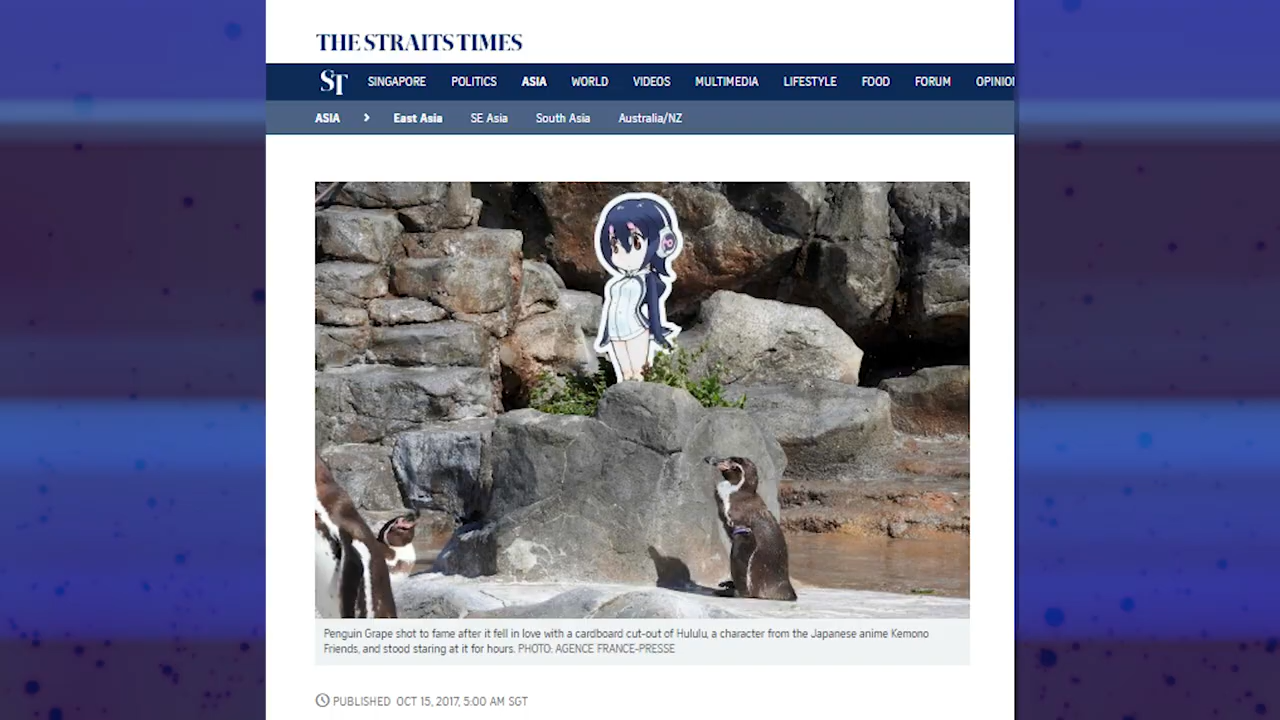 THE STRAITS TIMES
ST SINGAPORE POLITICS ASIA WORLD VIDEOS MULTIMEDIA LIFESTYLE FOOD FORUM OPINION
ASIA > East Asia SE Asia South Asia Australia/NZ
Penguin Grape shot to fame after it fell in love with a cardboard cut-out of Hululu, a character from the Japanese anime Kemono
Friends, and stood staring at it for hours. PHOTO: AGENCE FRANCE-PRESSE
PUBLISHED OCT 15, 2017, 5:00 AM SGT